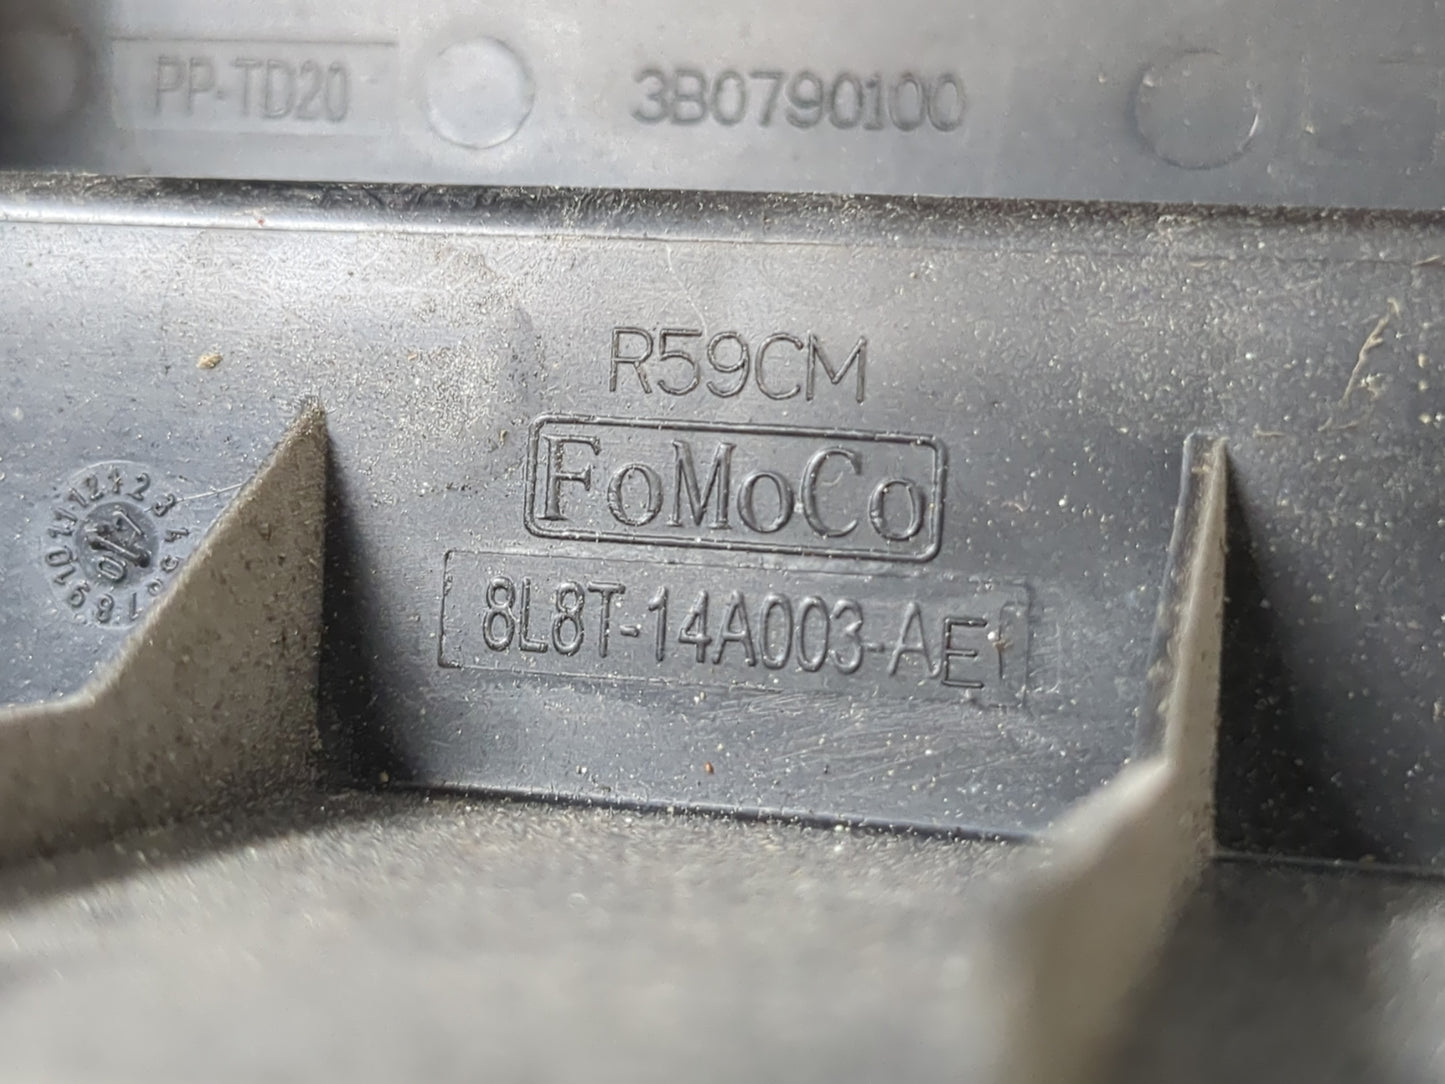 PP-TD20
3B0790100
R59CM
FoMoCo
8L8T-14A003-AE